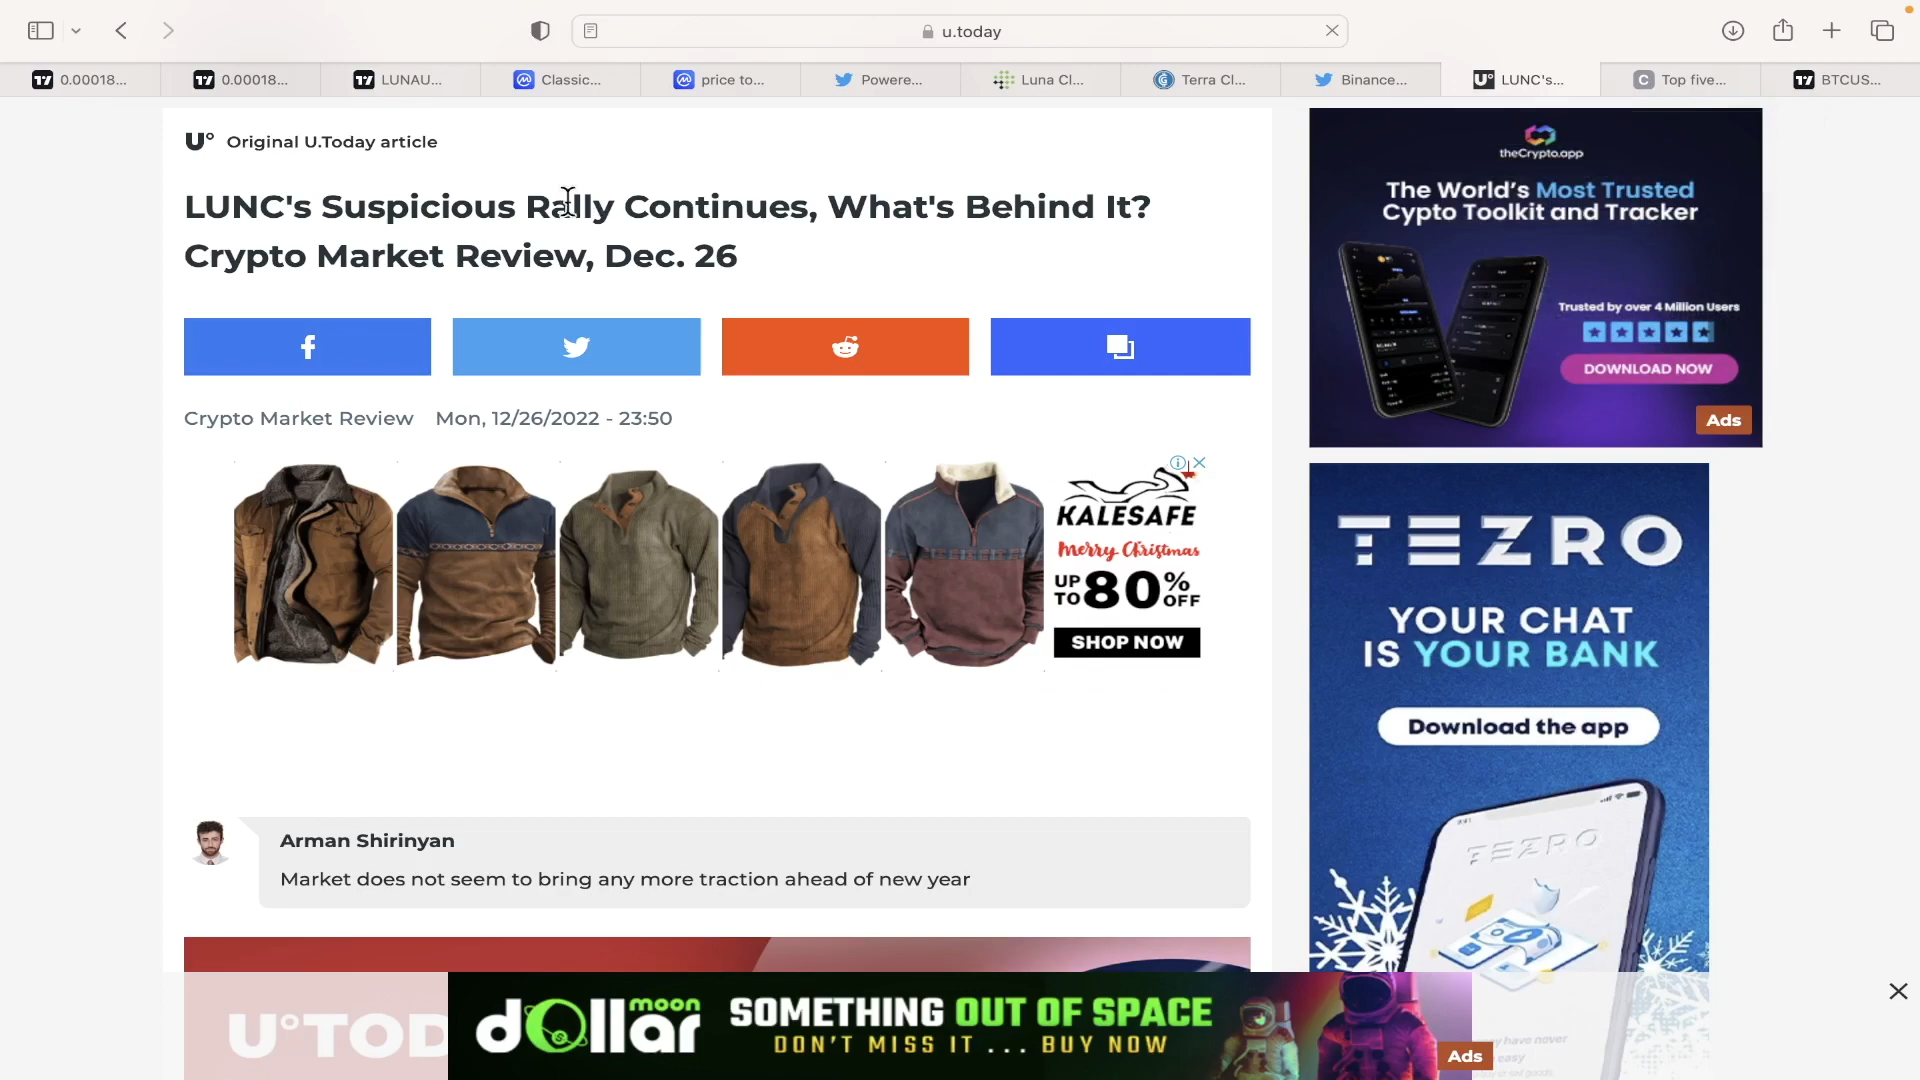 u.today
0.00018...
0.00018...
LUNAU...
Classic...
price to...
Powere...
Luna Cl...
Terra Cl...
Binance...
U° LUNC's...
C Top five...
BTCUS...
U° Original U.Today article
LUNC's Suspicious Rally Continues, What's Behind It?
Crypto Market Review, Dec. 26
Crypto Market Review Mon, 12/26/2022 - 23:50
KALESAFE
Merry Christmas
UP TO 80% OFF
SHOP NOW
Arman Shirinyan
Market does not seem to bring any more traction ahead of new year
U°TOD
dollar moon
SOMETHING OUT OF SPACE
DON'T MISS IT ... BUY NOW
Ads
theCrypto.app
The World's Most Trusted
Cypto Toolkit and Tracker
Trusted by over 4 Million Users
DOWNLOAD NOW
Ads
TEZRO
YOUR CHAT
IS YOUR BANK
Download the app
TEZRO
y have never
easy